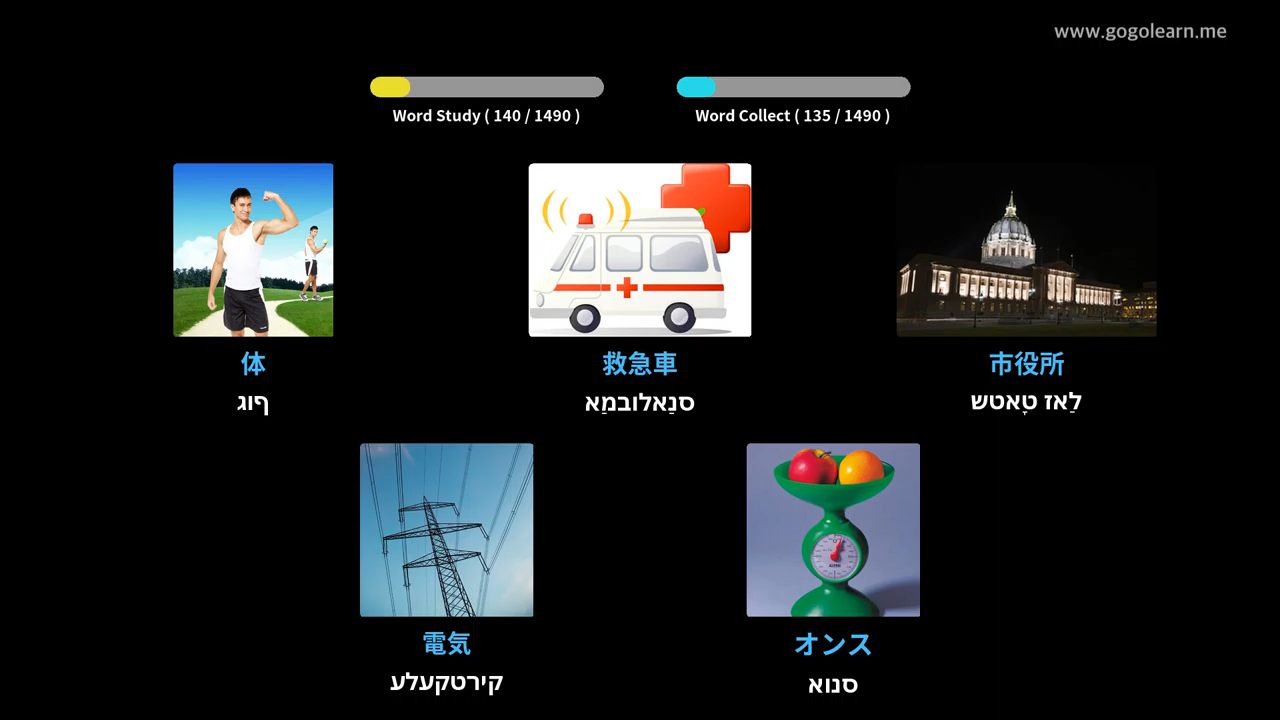 www.gogolearn.me
Word Study ( 140 / 1490 )
Word Collect ( 135 / 1490 )
体
ףוג
救急車
סנַאלובמַא
市役所
לַאז טָאטש
電気
קירטקעלע
オンス
סנוא